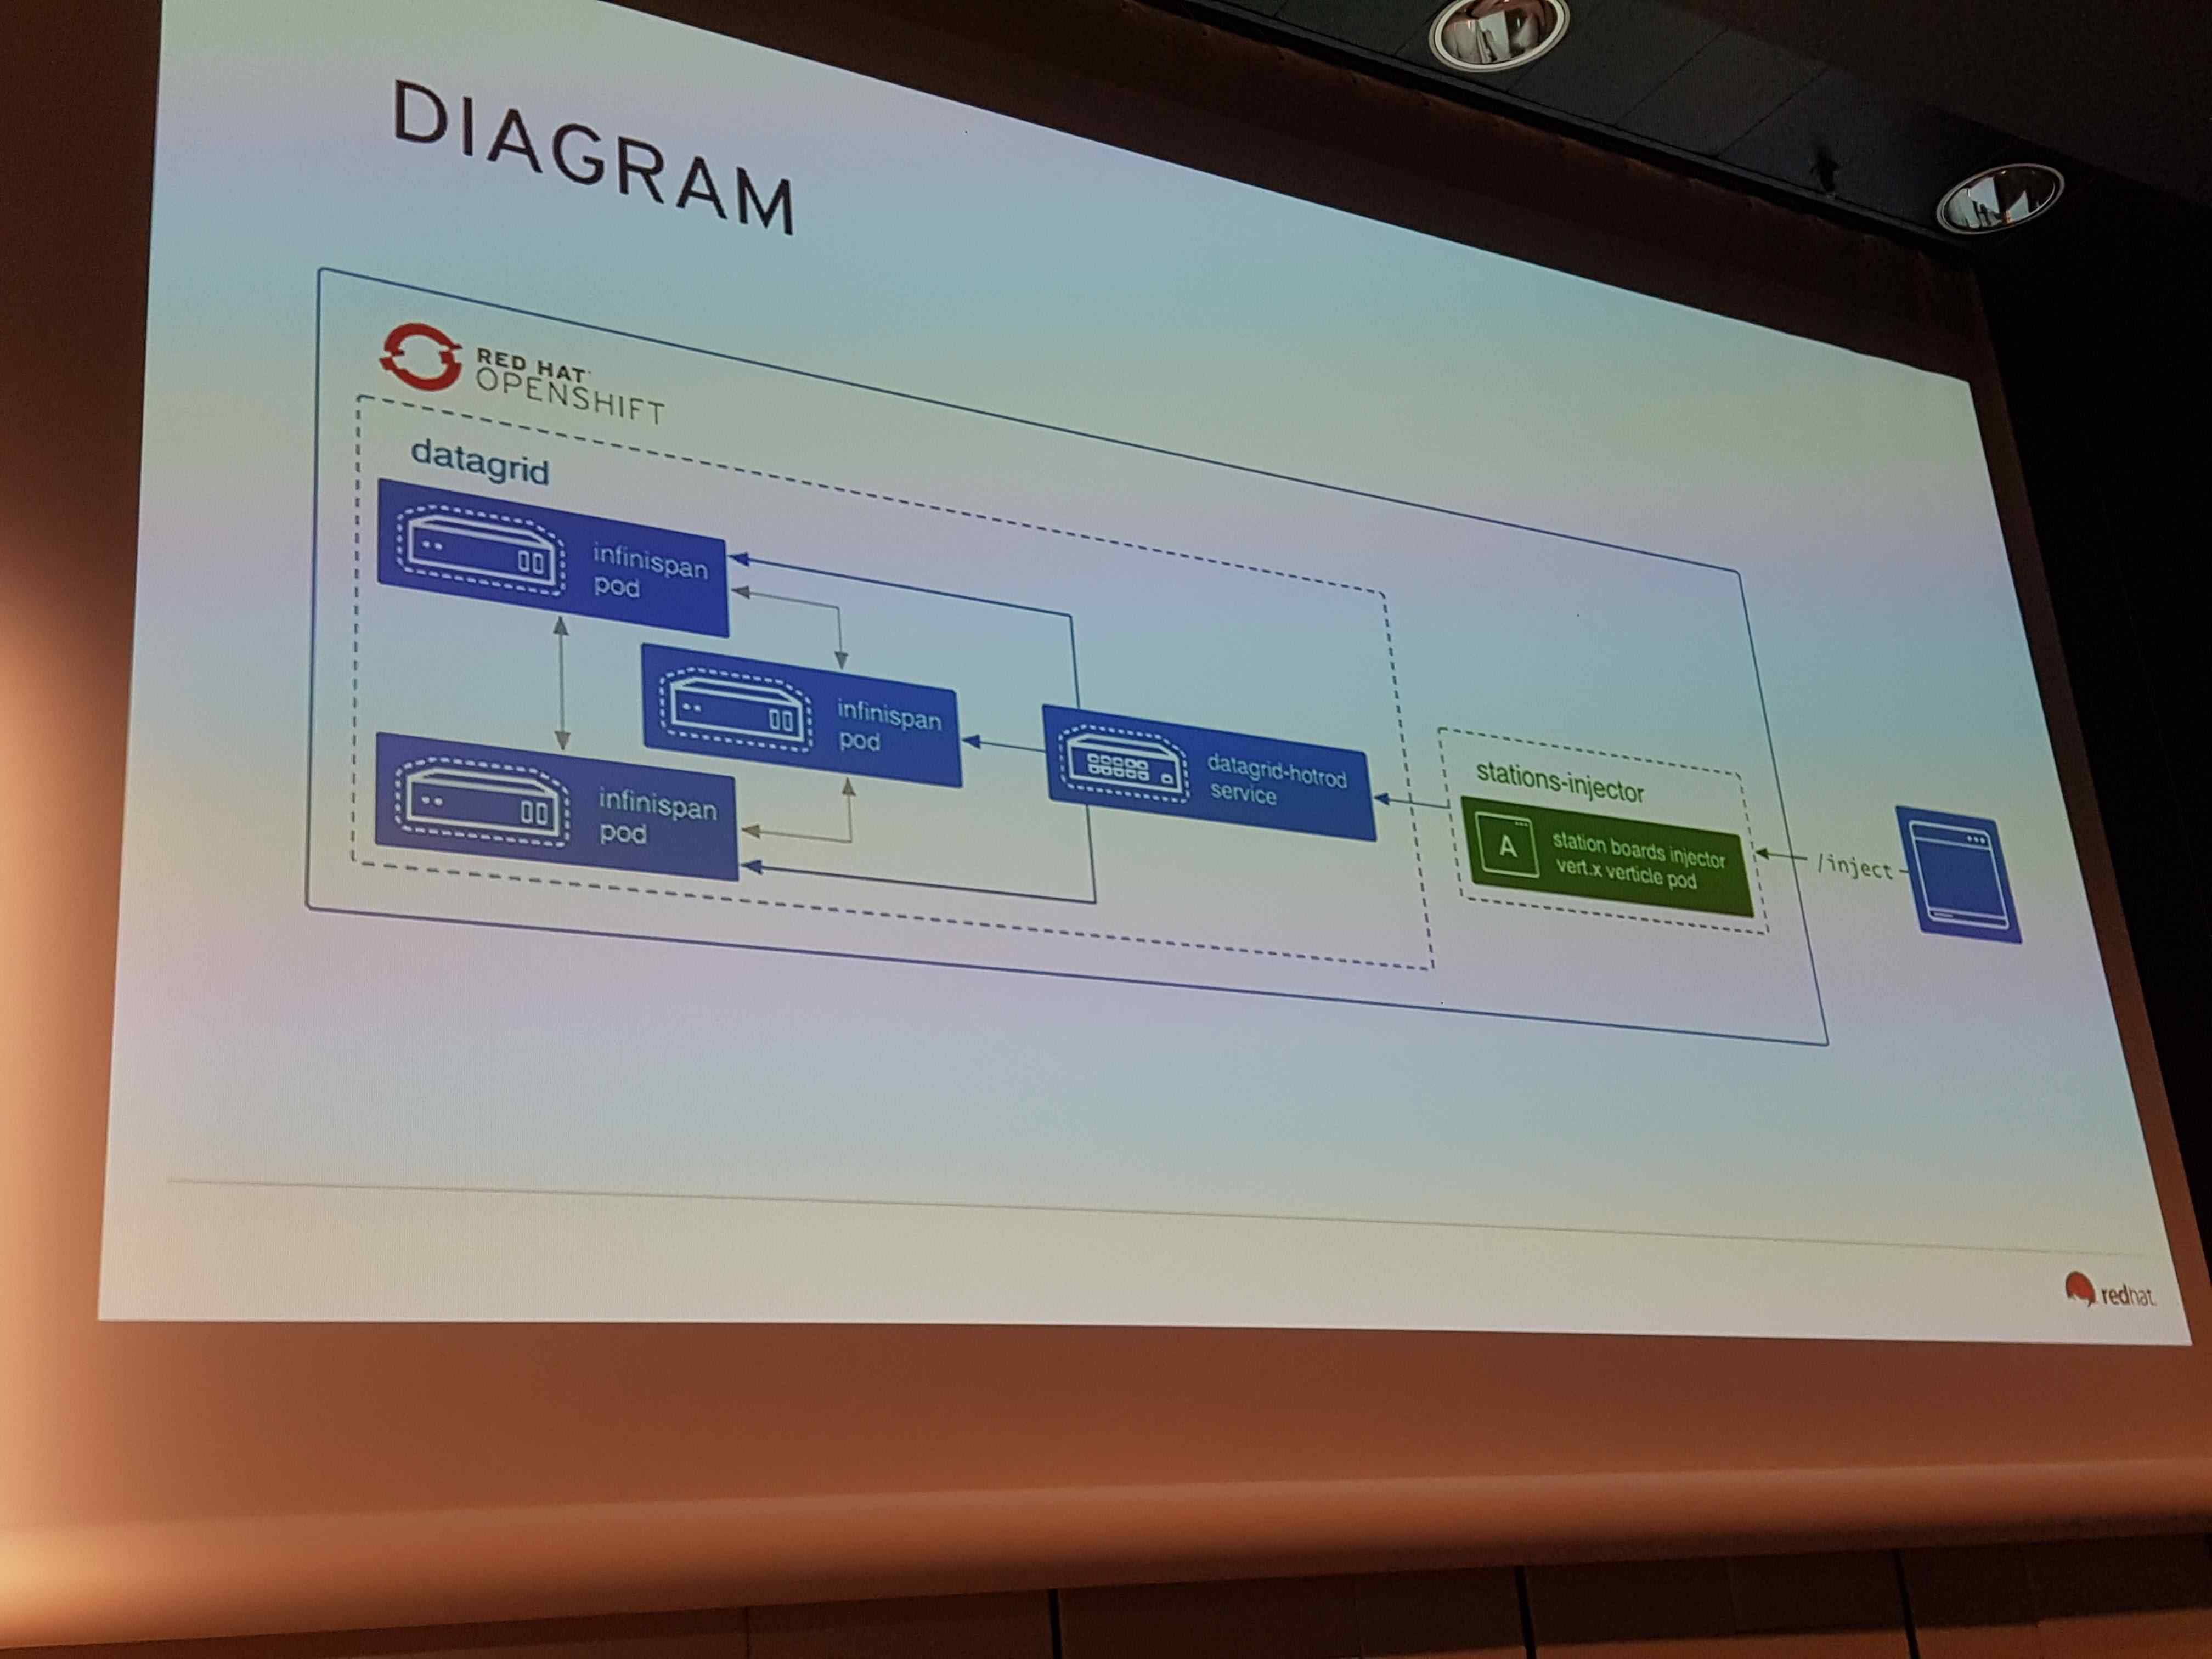 DIAGRAM
RED HAT
OPENSHIFT
datagrid
infinispan
pod
infinispan
pod
infinispan
pod
datagrid-hotrod
service
stations-injector
A
station boards injector
vert.x verticle pod
/inject
redhat.